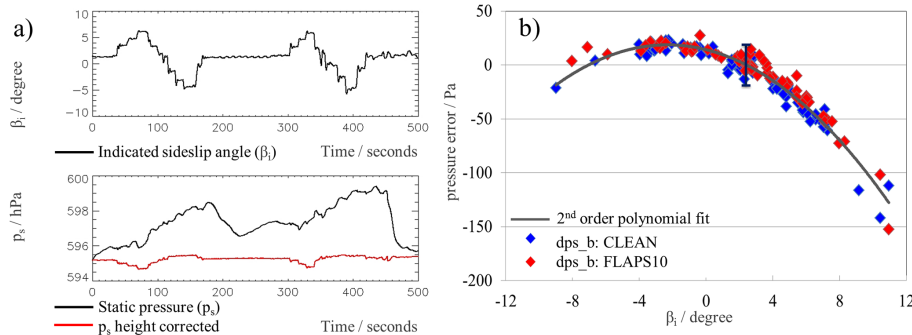 a)
10
5
0
-5
-10
βi / degree
0 100 200 300 400 500
Indicated sideslip angle (βi)
Time / seconds
600
598
596
594
ps / hPa
0 100 200 300 400 500
Static pressure (ps)
Time / seconds
ps height corrected
b)
50
0
-50
-100
-150
-200
pressure error / Pa
2nd order polynomial fit
dps_b: CLEAN
dps_b: FLAPS10
-12 -8 -4 0 4 8 12
βi / degree